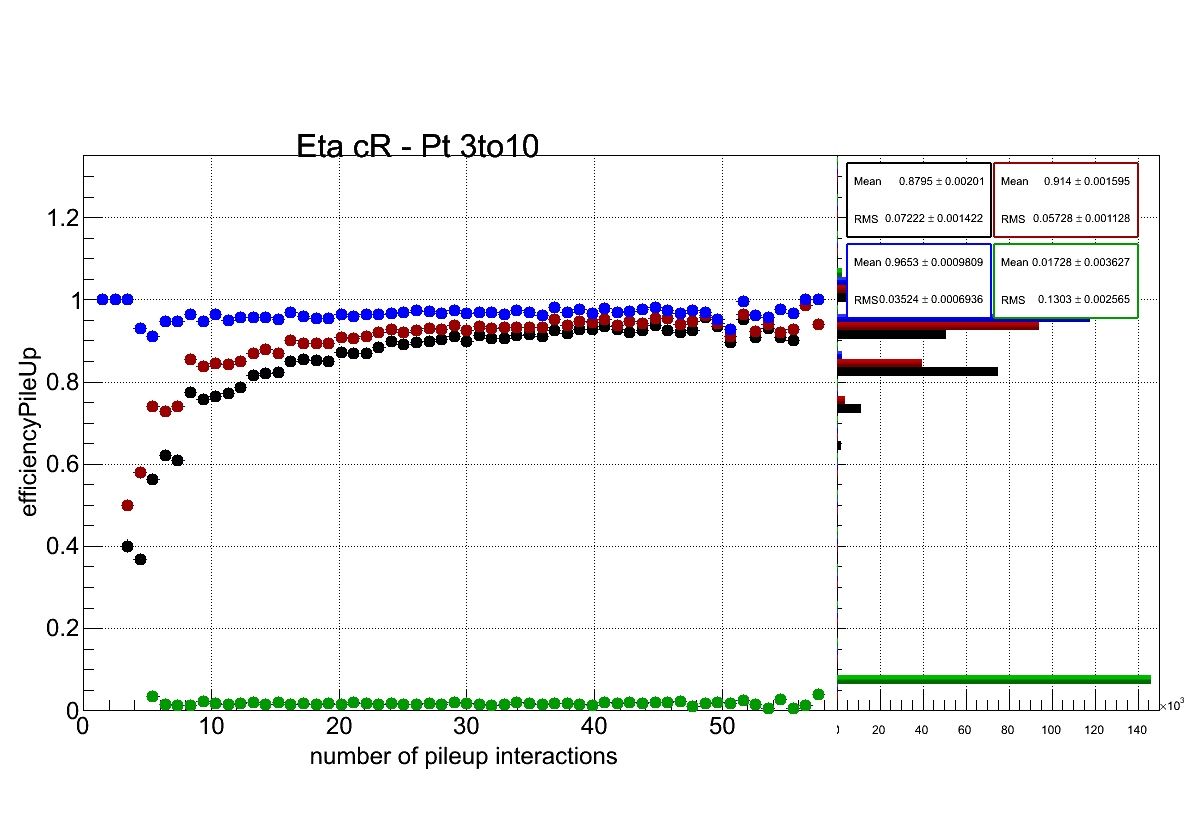 Eta cR - Pt 3to10
efficiencyPileUp
1.2
1
0.8
0.6
0.4
0.2
0
0 10 20 30 40 50
number of pileup interactions
Mean 0.8795 ± 0.00201
RMS 0.07222 ± 0.001422
Mean 0.914 ± 0.001595
RMS 0.05728 ± 0.001128
Mean 0.9653 ± 0.0009809
RMS 0.03524 ± 0.0006936
Mean 0.01728 ± 0.003627
RMS 0.1303 ± 0.002565
20 40 60 80 100 120 140
×10³